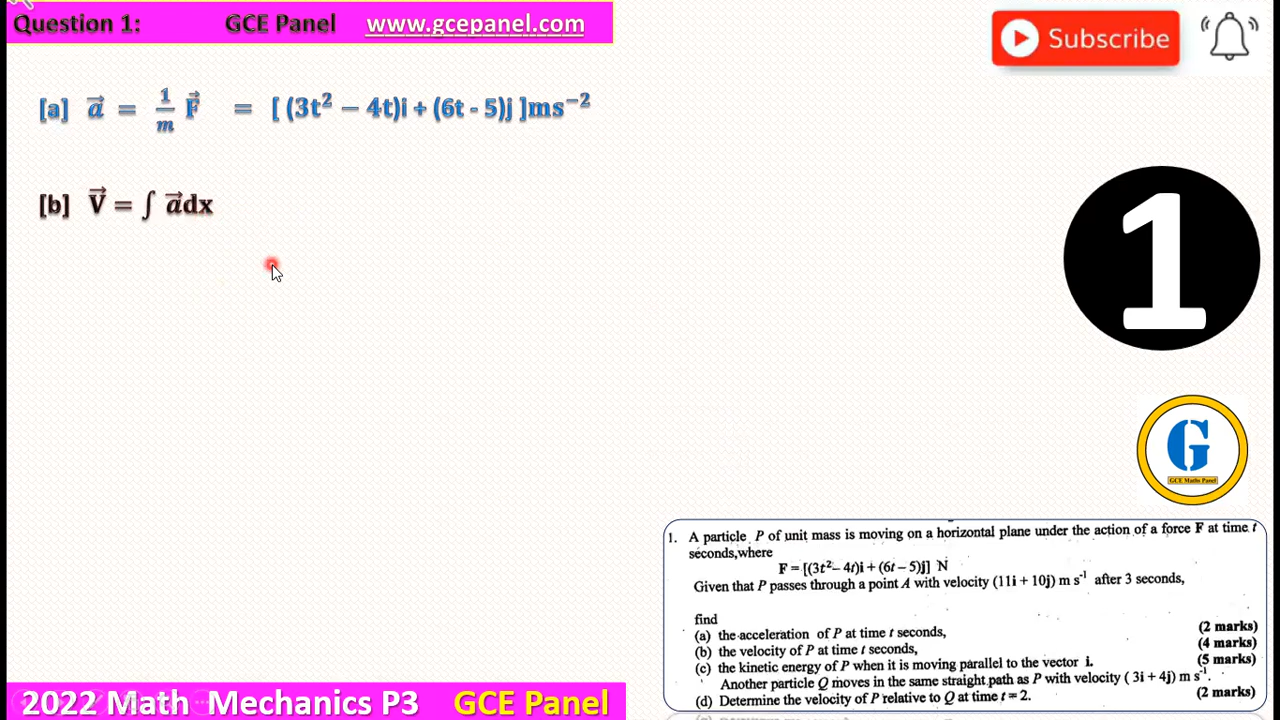 Question 1: GCE Panel www.gcepanel.com
Subscribe
[a] a⃗ = 1/m F⃗ = [ (3t² − 4t)i + (6t - 5)j ]ms⁻²
[b] V⃗ = ∫ a⃗dx
1
G
GCE Maths Panel
1. A particle P of unit mass is moving on a horizontal plane under the action of a force F at time t
seconds,where
F = [(3t² – 4t)i + (6t – 5)j] N
Given that P passes through a point A with velocity (11i + 10j) m s⁻¹ after 3 seconds,
find
(a) the acceleration of P at time t seconds, (2 marks)
(b) the velocity of P at time t seconds, (4 marks)
(c) the kinetic energy of P when it is moving parallel to the vector i. (5 marks)
Another particle Q moves in the same straight path as P with velocity ( 3i + 4j) m s⁻¹.
(d) Determine the velocity of P relative to Q at time t = 2. (2 marks)
2022 Math Mechanics P3 GCE Panel